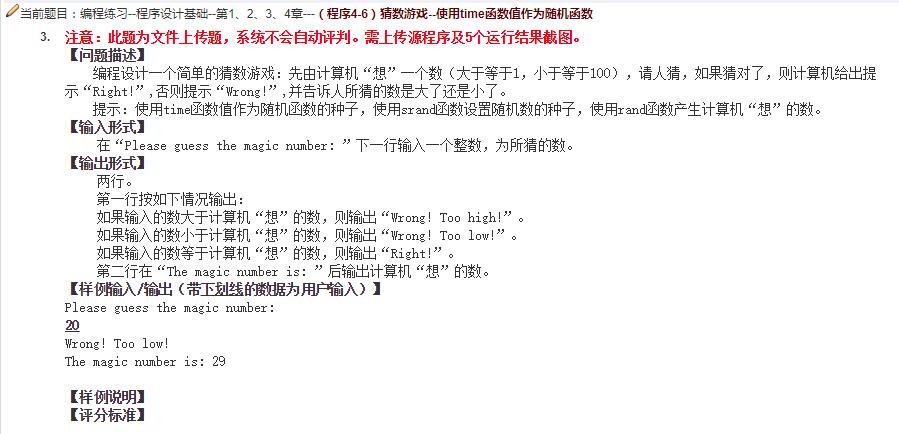 当前题目：编程练习--程序设计基础--第1、2、3、4章---（程序4-6）猜数游戏--使用time函数值作为随机函数
3. 注意：此题为文件上传题，系统不会自动评判。需上传源程序及5个运行结果截图。
【问题描述】
编程设计一个简单的猜数游戏：先由计算机“想”一个数（大于等于1，小于等于100），请人猜，如果猜对了，则计算机给出提
示“Right!”,否则提示“Wrong!”,并告诉人所猜的数是大了还是小了。
提示：使用time函数值作为随机函数的种子，使用srand函数设置随机数的种子，使用rand函数产生计算机“想”的数。
【输入形式】
在“Please guess the magic number: ”下一行输入一个整数，为所猜的数。
【输出形式】
两行。
第一行按如下情况输出：
如果输入的数大于计算机“想”的数，则输出“Wrong! Too high!”。
如果输入的数小于计算机“想”的数，则输出“Wrong! Too low!”。
如果输入的数等于计算机“想”的数，则输出“Right!”。
第二行在“The magic number is: ”后输出计算机“想”的数。
【样例输入/输出（带下划线的数据为用户输入）】
Please guess the magic number:
20
Wrong! Too low!
The magic number is: 29
【样例说明】
【评分标准】